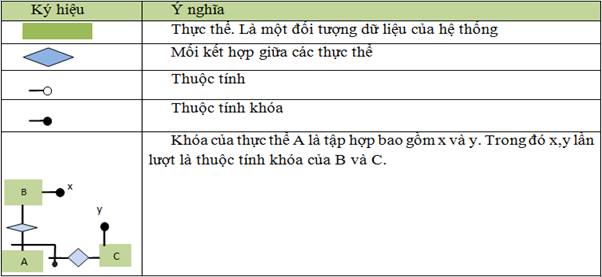 Ký hiệu Ý nghĩa
Thực thể. Là một đối tượng dữ liệu của hệ thống
Mối kết hợp giữa các thực thể
Thuộc tính
Thuộc tính khóa
Khóa của thực thể A là tập hợp bao gồm x và y. Trong đó x,y lần
lượt là thuộc tính khóa của B và C.
B x
y
A C